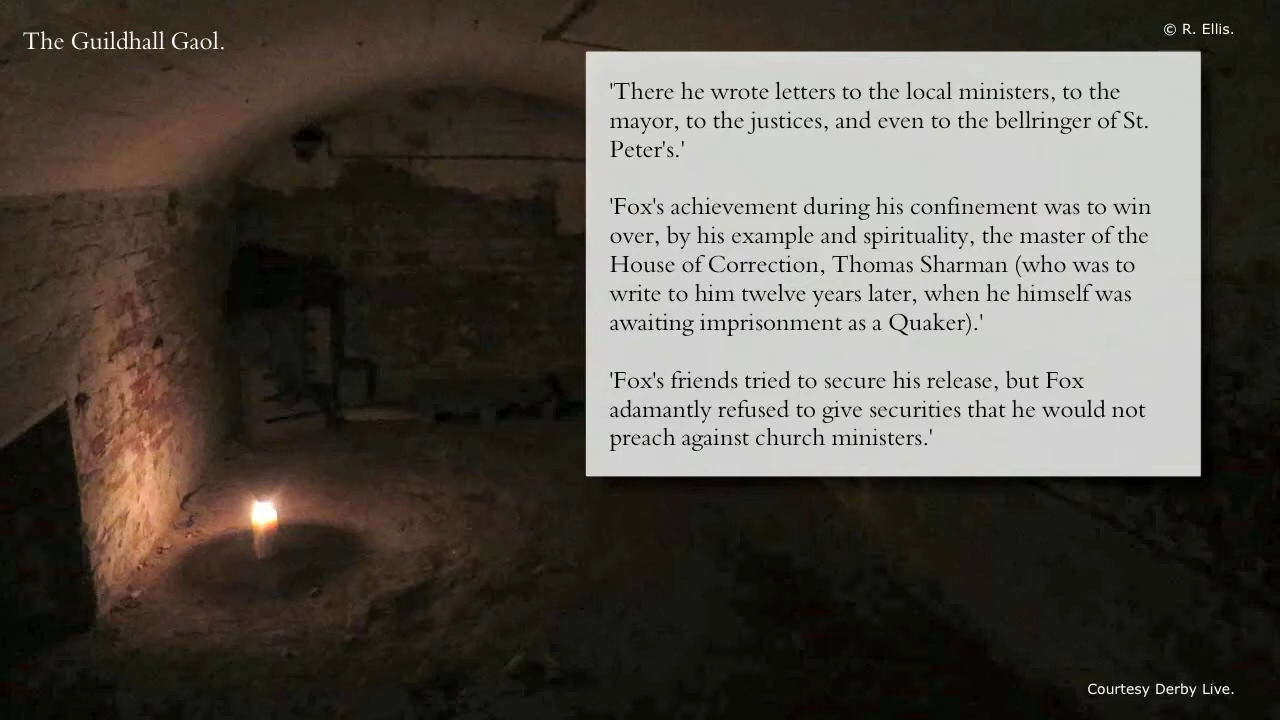 The Guildhall Gaol.
© R. Ellis.
'There he wrote letters to the local ministers, to the
mayor, to the justices, and even to the bellringer of St.
Peter's.'
'Fox's achievement during his confinement was to win
over, by his example and spirituality, the master of the
House of Correction, Thomas Sharman (who was to
write to him twelve years later, when he himself was
awaiting imprisonment as a Quaker).'
'Fox's friends tried to secure his release, but Fox
adamantly refused to give securities that he would not
preach against church ministers.'
Courtesy Derby Live.